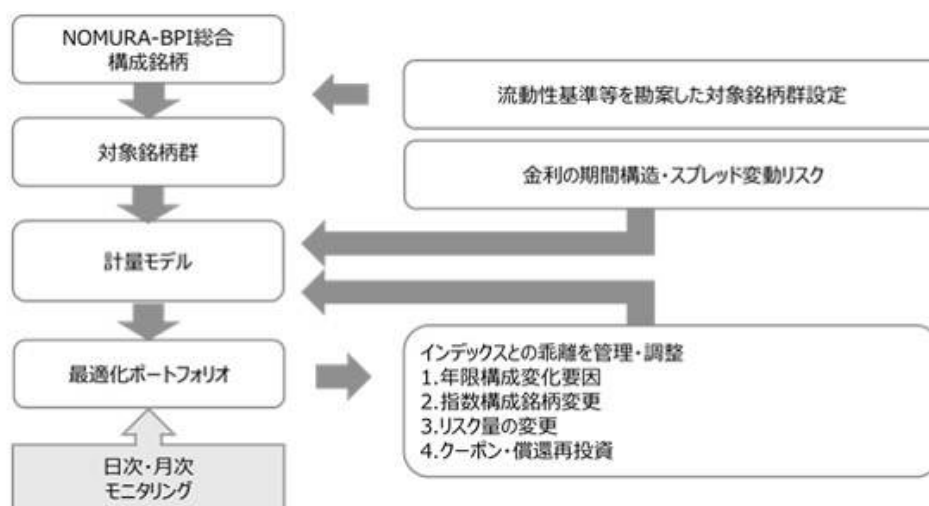 NOMURA-BPI総合
構成銘柄
流動性基準等を勘案した対象銘柄群設定
対象銘柄群
金利の期間構造・スプレッド変動リスク
計量モデル
最適化ポートフォリオ
インデックスとの乖離を管理・調整
1.年限構成変化要因
2.指数構成銘柄変更
3.リスク量の変更
4.クーポン・償還再投資
日次・月次
モニタリング